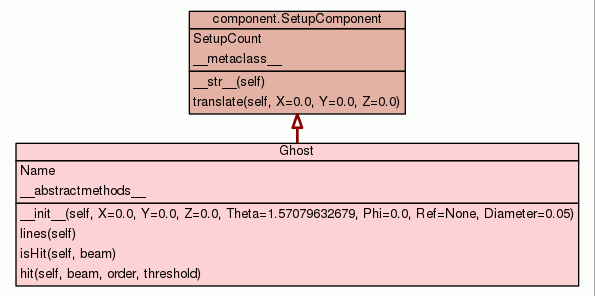 component.SetupComponent
SetupCount
__metaclass__
__str__(self)
translate(self, X=0.0, Y=0.0, Z=0.0)
Ghost
Name
__abstractmethods__
__init__(self, X=0.0, Y=0.0, Z=0.0, Theta=1.57079632679, Phi=0.0, Ref=None, Diameter=0.05)
lines(self)
isHit(self, beam)
hit(self, beam, order, threshold)